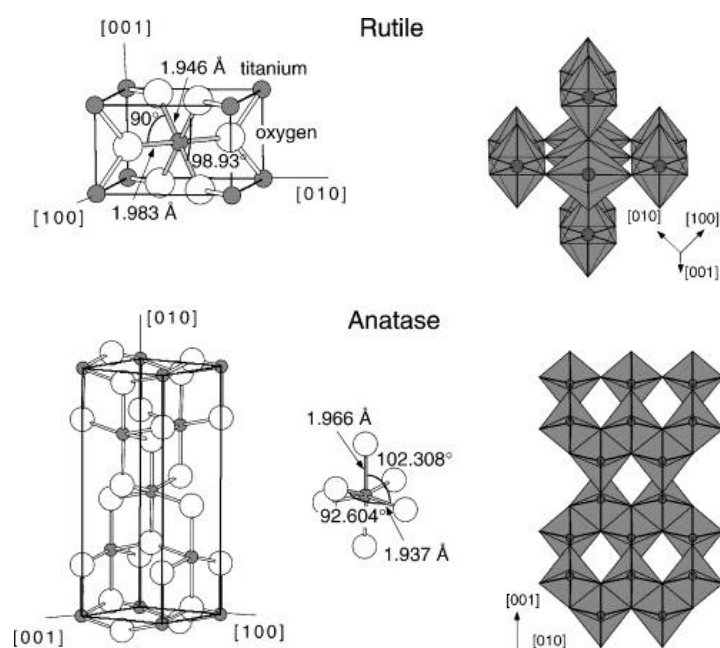 Rutile
[001]
1.946 Å
titanium
90°
oxygen
98.93°
[010]
[100]
1.983 Å
[010]
[100]
[001]
Anatase
[010]
1.966 Å
102.308°
92.604°
1.937 Å
[001]
[100]
[001]
[010]